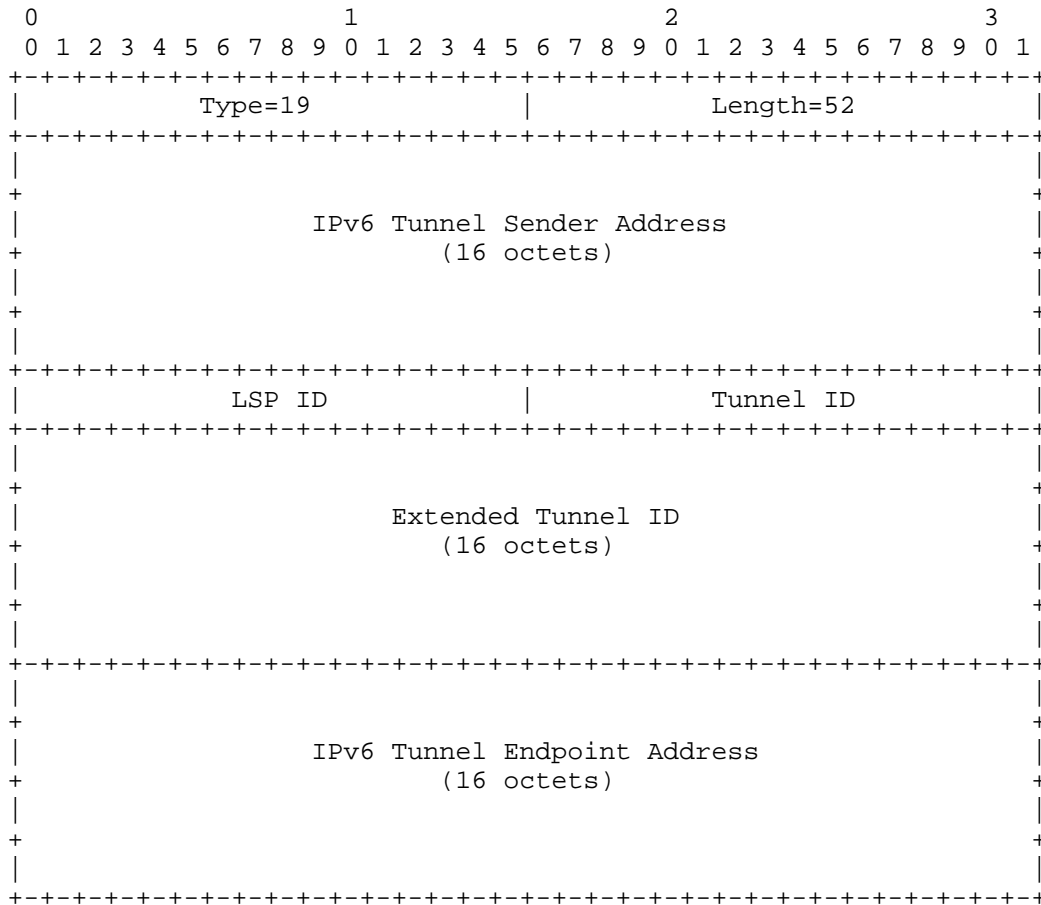 0 1 2 3
0 1 2 3 4 5 6 7 8 9 0 1 2 3 4 5 6 7 8 9 0 1 2 3 4 5 6 7 8 9 0 1
Type=19 Length=52
IPv6 Tunnel Sender Address
(16 octets)
LSP ID Tunnel ID
Extended Tunnel ID
(16 octets)
IPv6 Tunnel Endpoint Address
(16 octets)